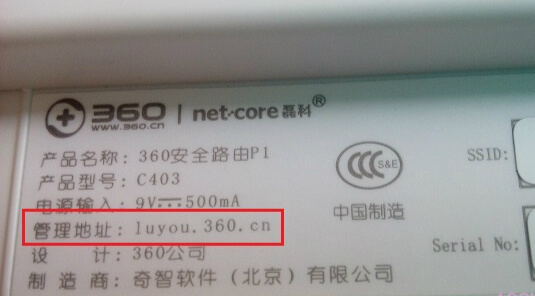 360 | net·core 磊科®
www.360.cn
产品名称: 360安全路由P1
产品型号: C403
电源输入: 9V⎓500mA
管理地址: luyou.360.cn
设 计: 360公司
制 造 商: 奇智软件 (北京) 有限公司
CCC S&E
中国制造
SSID:
Serial No: